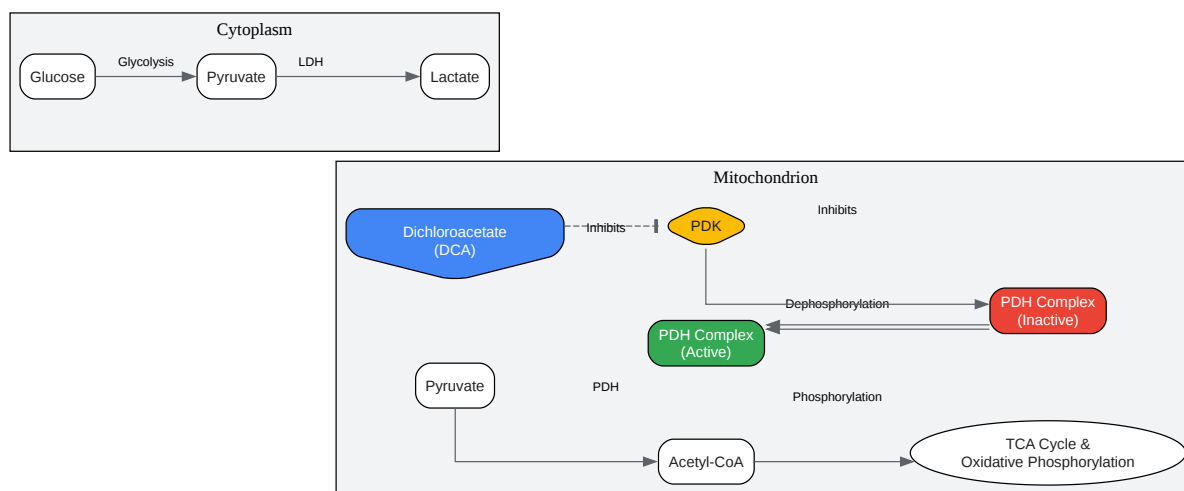 Cytoplasm
Glycolysis
LDH
Glucose
Pyruvate
Lactate
Mitochondrion
Inhibits
Dichloroacetate
(DCA)
Inhibits
PDK
Dephosphorylation
PDH Complex
(Inactive)
PDH Complex
(Active)
Pyruvate
PDH
Phosphorylation
TCA Cycle &
Oxidative Phosphorylation
Acetyl-CoA